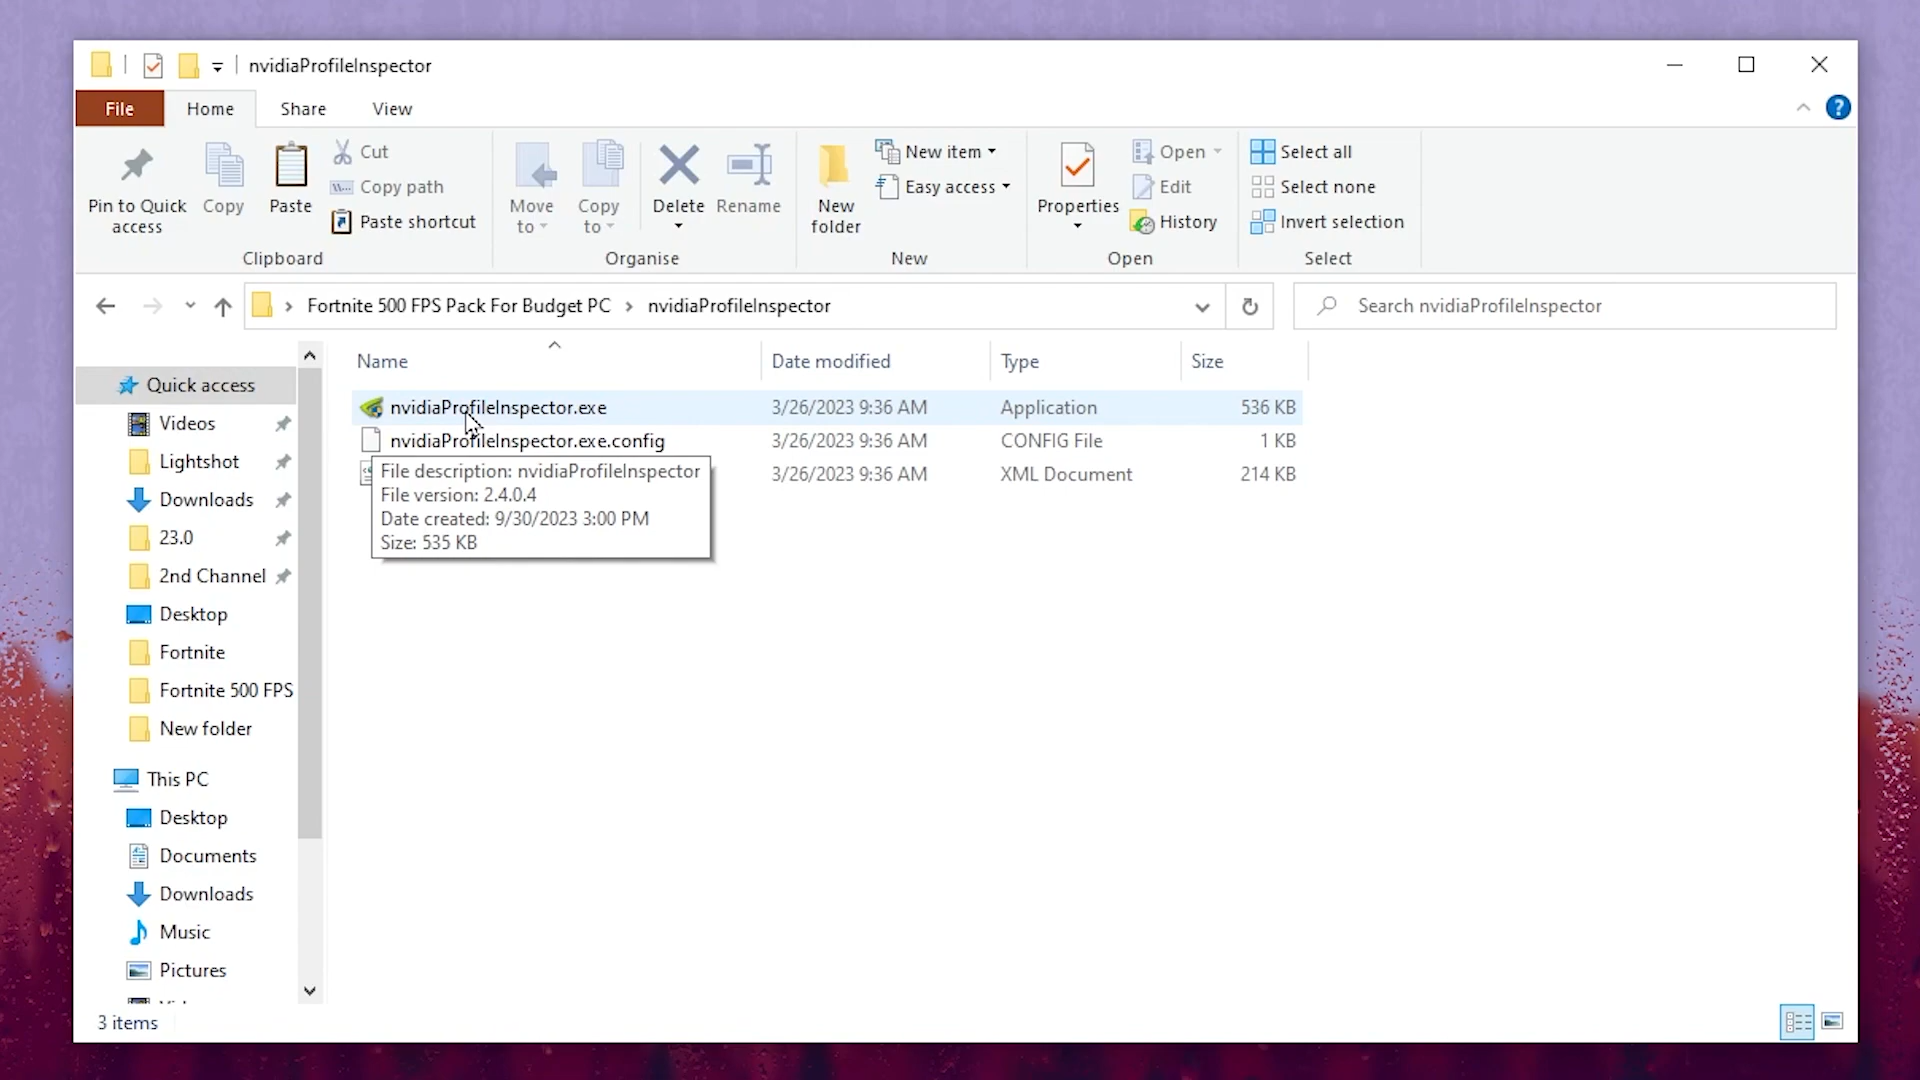 nvidiaProfileInspector
File
Home
Share
View
Pin to Quick access
Copy
Paste
Cut
Copy path
Paste shortcut
Clipboard
Move to
Copy to
Delete
Rename
Organise
New folder
New item
Easy access
New
Properties
Open
Edit
History
Open
Select all
Select none
Invert selection
Select
Fortnite 500 FPS Pack For Budget PC
nvidiaProfileInspector
Search nvidiaProfileInspector
Name
Date modified
Type
Size
nvidiaProfileInspector.exe 3/26/2023 9:36 AM Application 536 KB
nvidiaProfileInspector.exe.config 3/26/2023 9:36 AM CONFIG File 1 KB
3/26/2023 9:36 AM XML Document 214 KB
File description: nvidiaProfileInspector
File version: 2.4.0.4
Date created: 9/30/2023 3:00 PM
Size: 535 KB
Quick access
Videos
Lightshot
Downloads
23.0
2nd Channel
Desktop
Fortnite
Fortnite 500 FPS
New folder
This PC
Desktop
Documents
Downloads
Music
Pictures
3 items